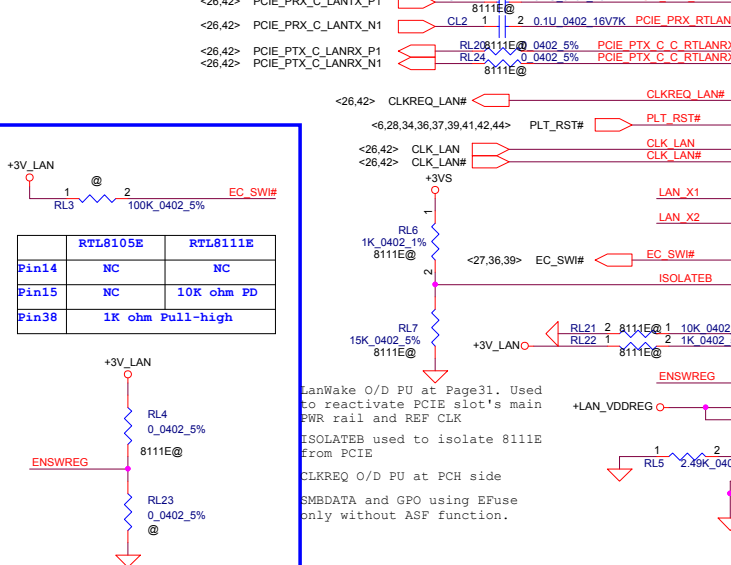 <26,42> PCIE_PRX_C_LANTX_P1
8111E@
<26,42> PCIE_PRX_C_LANTX_N1 CL2 1 2 0.1U_0402_16V7K PCIE_PRX_RTLAN
<26,42> PCIE_PTX_C_LANRX_P1 RL20 8111E@ 0_0402_5% PCIE_PTX_C_C_RTLANRX
<26,42> PCIE_PTX_C_LANRX_N1 RL24 0_0402_5% PCIE_PTX_C_C_RTLANRX
8111E@
<26,42> CLKREQ_LAN# CLKREQ_LAN#
<6,28,34,36,37,39,41,42,44> PLT_RST# PLT_RST#
<26,42> CLK_LAN CLK_LAN
<26,42> CLK_LAN# CLK_LAN#
+3V_LAN
@
1 2 EC_SWI#
RL3 100K_0402_5%
RTL8105E RTL8111E
Pin14 NC NC
Pin15 NC 10K ohm PD
Pin38 1K ohm Pull-high
+3V_LAN
RL4
0_0402_5%
8111E@
ENSWREG
RL23
0_0402_5%
@
+3VS
1
RL6
1K_0402_1%
8111E@
2
LAN_X1
LAN_X2
<27,36,39> EC_SWI# EC_SWI#
ISOLATEB
RL7
15K_0402_5%
8111E@
RL21 2 8111E@ 1 10K_0402
+3V_LAN RL22 1 2 1K_0402_
8111E@
ENSWREG
+LAN_VDDREG
1 2
RL5 2.49K_040
LanWake O/D PU at Page31. Used
to reactivate PCIE slot's main
PWR rail and REF CLK
ISOLATEB used to isolate 8111E
from PCIE
CLKREQ O/D PU at PCH side
SMBDATA and GPO using EFuse
only without ASF function.